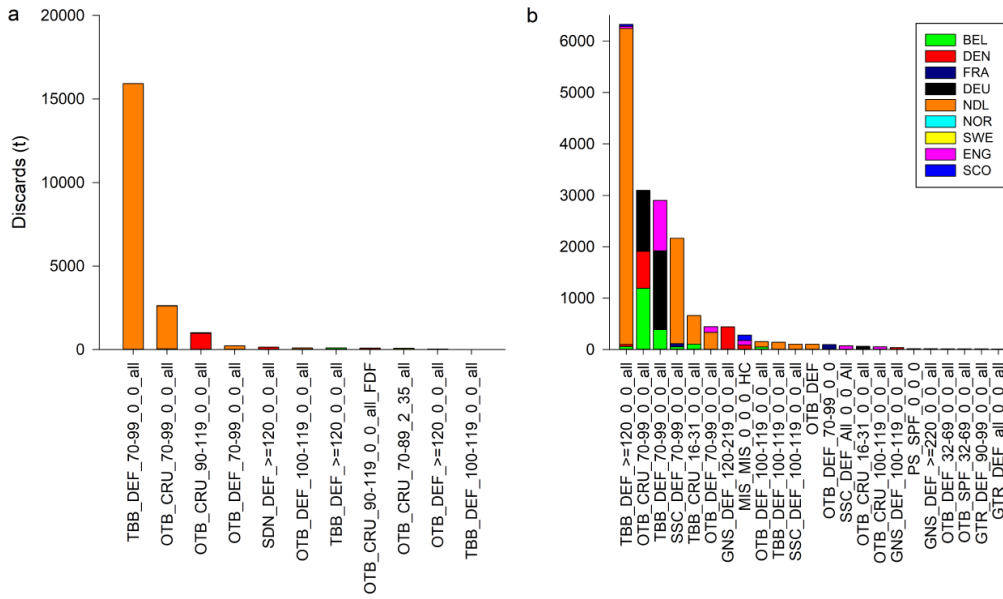 a
20000
15000
10000
5000
0
Discards (t)
TBB_DEF_70-99_0_0_all
OTB_CRU_70-99_0_0_all
OTB_CRU_90-119_0_0_all
OTB_DEF_70-99_0_0_all
SDN_DEF_>=120_0_0_all
OTB_DEF_100-119_0_0_all
TBB_DEF_>=120_0_0_all
OTB_CRU_90-119_0_0_all_FDF
OTB_CRU_70-89_2_35_all
OTB_DEF_>=120_0_0_all
TBB_DEF_100-119_0_0_all
b
6000
5000
4000
3000
2000
1000
0
BEL
DEN
FRA
DEU
NDL
NOR
SWE
ENG
SCO
TBB_DEF_>=120_0_0_all
OTB_CRU_70-99_0_0_all
TBB_DEF_70-99_0_0_all
SSC_DEF_70-99_0_0_all
TBB_CRU_16-31_0_0_all
OTB_DEF_70-99_0_0_all
GNS_DEF_120-219_0_0_all
MIS_MIS_0_0_0_HC
OTB_DEF_100-119_0_0_all
TBB_DEF_100-119_0_0_all
SSC_DEF_100-119_0_0_all
OTB_DEF
OTB_DEF_70-99_0_0
SSC_DEF_All_0_0_All
OTB_CRU_16-31_0_0_all
OTB_CRU_100-119_0_0_all
GNS_DEF_100-119_0_0_all
PS_SPF_0_0_0
GNS_DEF_>=220_0_0_all
OTB_DEF_32-69_0_0_all
OTB_SPF_32-69_0_0_all
GTR_DEF_90-99_0_0_all
GTR_DEF_all_0_0_all